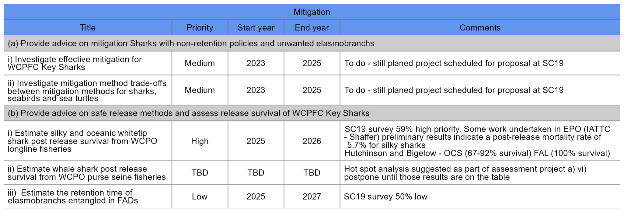 Mitigation
Title Priority Start year End year Comments
(a) Provide advice on mitigation Sharks with non-retention policies and unwanted elasmobranchs
i) Investigate effective mitigation for
WCPFC Key Sharks
Medium 2023 2025 To do - still planed project scheduled for proposal at SC19
ii) Investigate mitigation method trade-offs
between mitigation methods for sharks,
seabirds and sea turtles
Medium 2023 2025 To do - still planed project scheduled for proposal at SC19
(b) Provide advice on safe release methods and assess release survival of WCPFC Key Sharks
i) Estimate silky and oceanic whitetip
shark post release survival from WCPO
longline fisheries
High 2025 2026
SC19 survey 59% high priority. Some work undertaken in EPO (IATTC
- Shaffer) preliminary results indicate a post-release mortality rate of
5.7% for silky sharks
Hutchinson and Bigelow - OCS (67-92% survival) FAL (100% survival)
ii) Estimate whale shark post release
survival from WCPO purse seine fisheries
TBD TBD TBD
Hot spot analysis suggested as part of assessment project a) vi)
postpone until those results are on the table
iii) Estimate the retention time of
elasmobranchs entangled in FADs
Low 2025 2027 SC19 survey 50% low